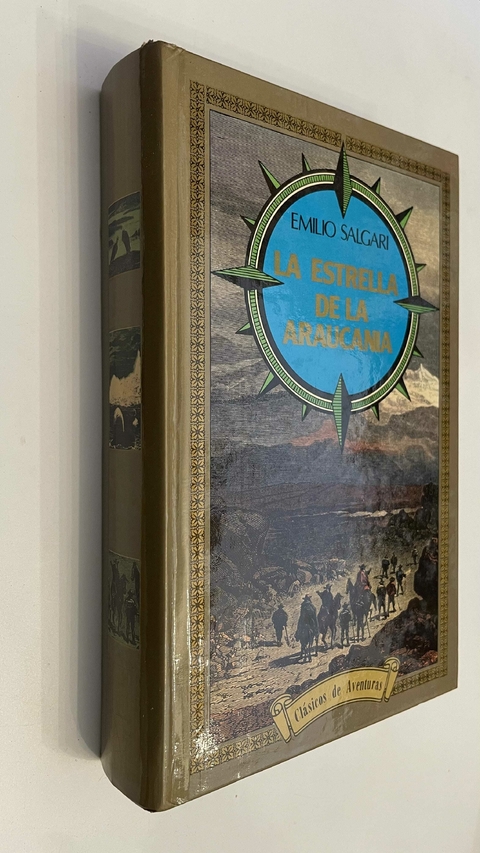 EMILIO SALGARI
LA ESTRELLA
DE LA
ARAUCANIA
Clásicos de Aventuras